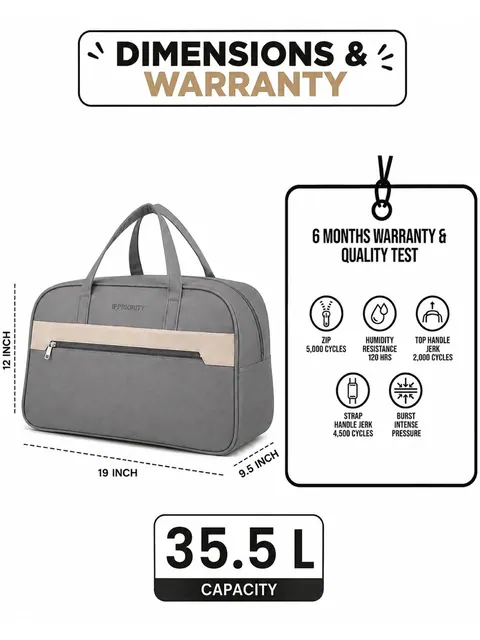 DIMENSIONS &
WARRANTY
6 MONTHS WARRANTY &
QUALITY TEST
ZIP
5,000 CYCLES
HUMIDITY
RESISTANCE
120 HRS
TOP HANDLE
JERK
2,000 CYCLES
STRAP
HANDLE JERK
4,500 CYCLES
BURST
INTENSE
PRESSURE
PRIORITY
12 INCH
19 INCH
9.5 INCH
35.5 L
CAPACITY